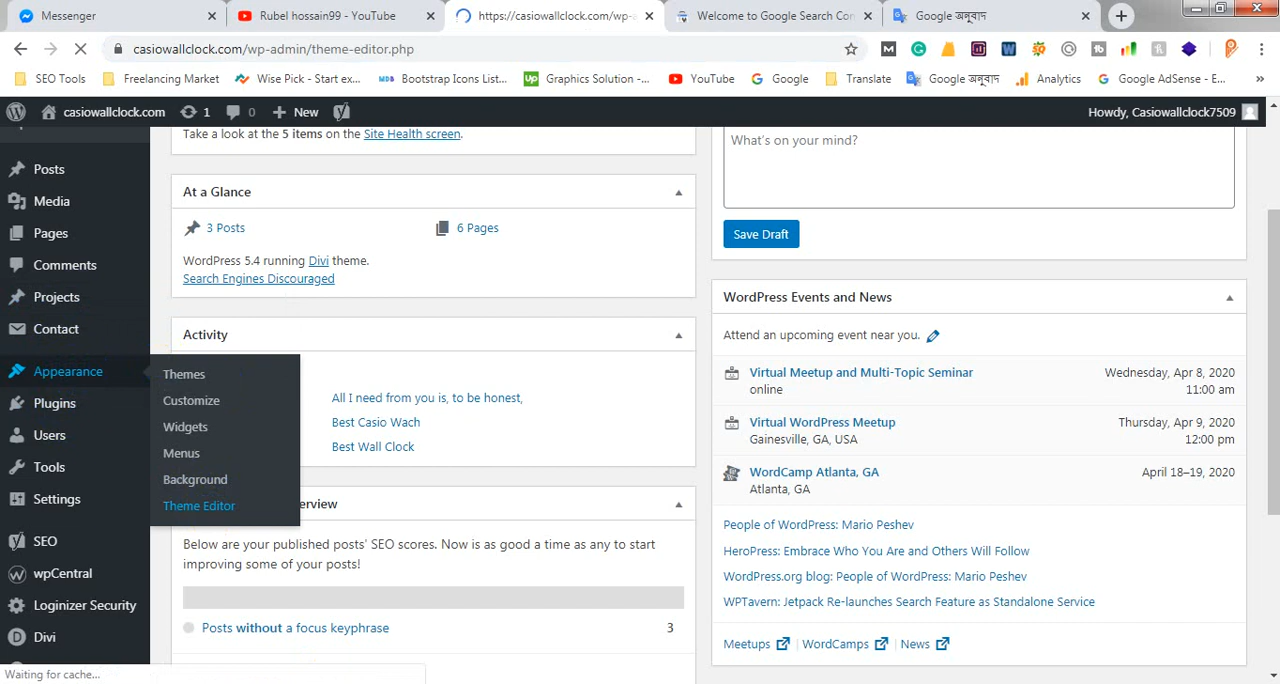 Messenger
Rubel hossain99 - YouTube
https://casiowallclock.com/wp-a
Welcome to Google Search Con
Google অনুবাদ
casiowallclock.com/wp-admin/theme-editor.php
SEO Tools
Freelancing Market
Wise Pick - Start ex...
Bootstrap Icons List...
Graphics Solution -...
YouTube
Google
Translate
Google অনুবাদ
Analytics
Google AdSense - E...
casiowallclock.com
1
0
New
Howdy, Casiowallclock7509
Posts
Media
Pages
Comments
Projects
Contact
Appearance
Plugins
Users
Tools
Settings
SEO
wpCentral
Loginizer Security
Divi
Themes
Customize
Widgets
Menus
Background
Theme Editor
Take a look at the 5 items on the Site Health screen.
At a Glance
3 Posts
6 Pages
WordPress 5.4 running Divi theme.
Search Engines Discouraged
Activity
All I need from you is, to be honest,
Best Casio Wach
Best Wall Clock
erview
Below are your published posts' SEO scores. Now is as good a time as any to start
improving some of your posts!
Posts without a focus keyphrase
3
What's on your mind?
Save Draft
WordPress Events and News
Attend an upcoming event near you.
Virtual Meetup and Multi-Topic Seminar
online
Wednesday, Apr 8, 2020
11:00 am
Virtual WordPress Meetup
Gainesville, GA, USA
Thursday, Apr 9, 2020
12:00 pm
WordCamp Atlanta, GA
Atlanta, GA
April 18–19, 2020
People of WordPress: Mario Peshev
HeroPress: Embrace Who You Are and Others Will Follow
WordPress.org blog: People of WordPress: Mario Peshev
WPTavern: Jetpack Re-launches Search Feature as Standalone Service
Meetups
WordCamps
News
Waiting for cache...